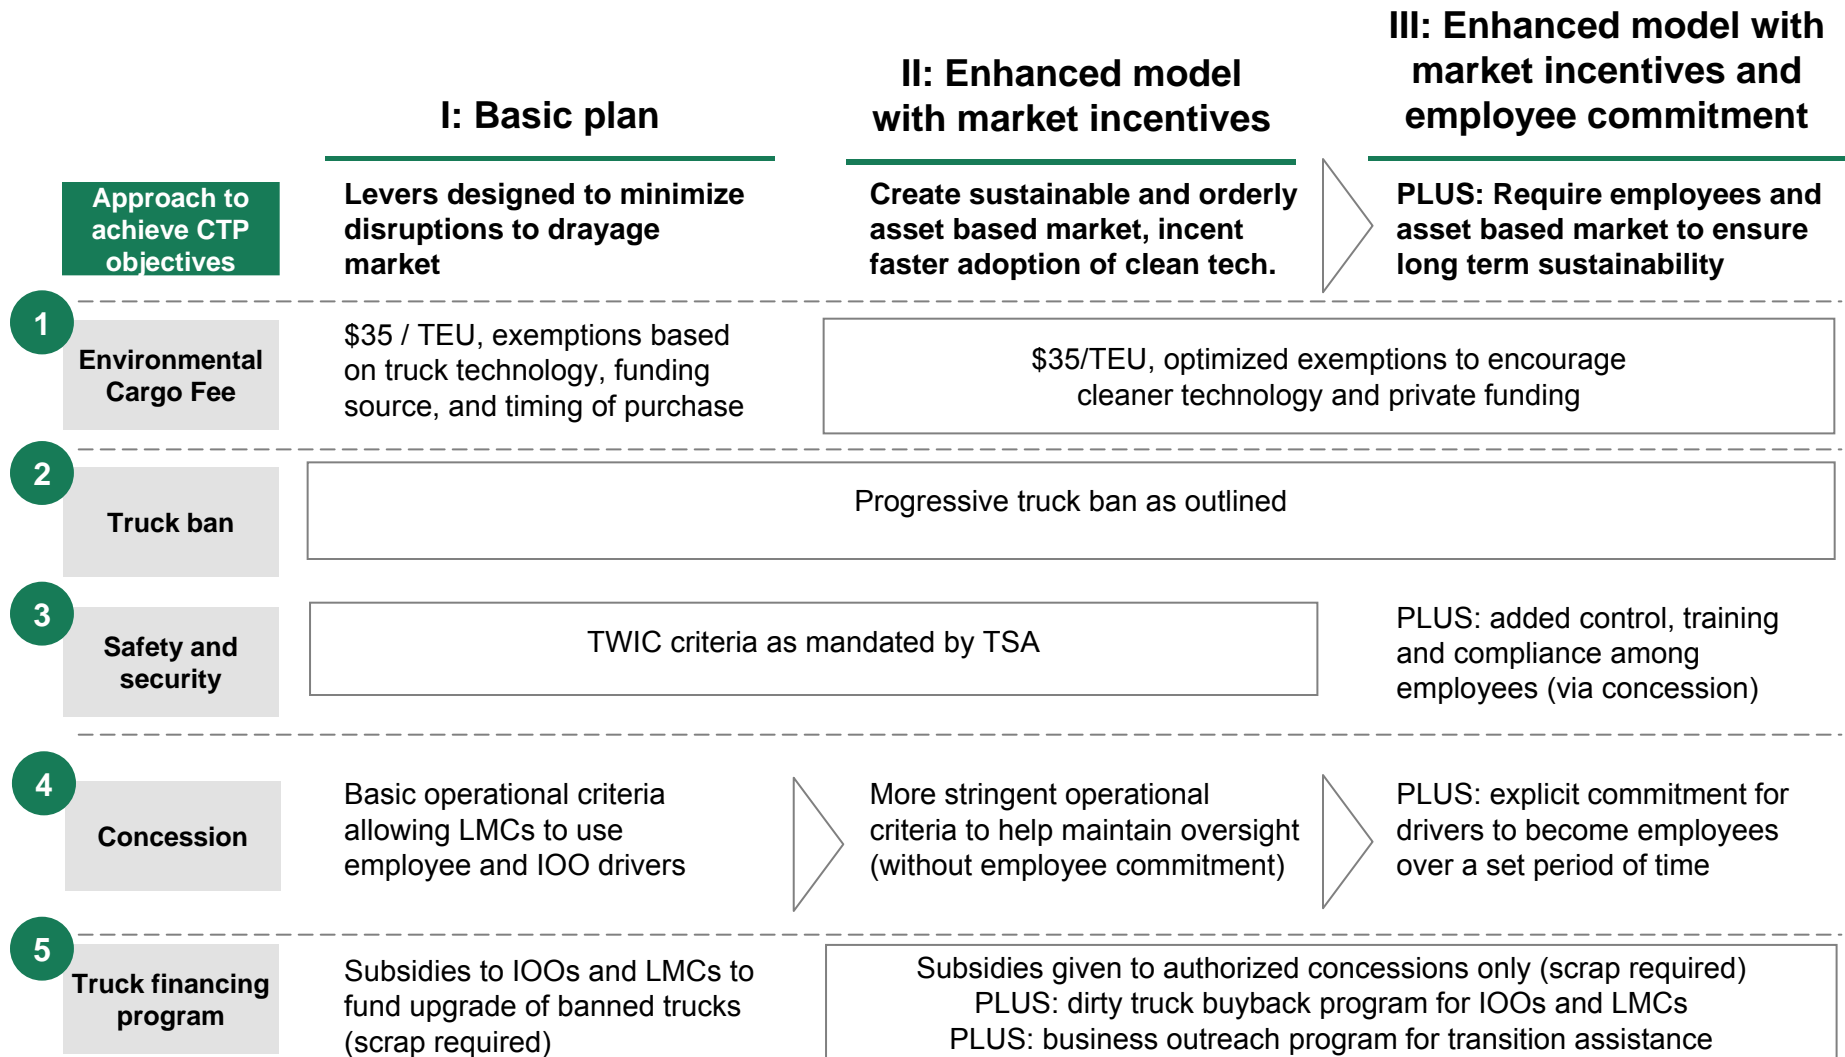 I: Basic plan
II: Enhanced model
with market incentives
III: Enhanced model with
market incentives and
employee commitment
Approach to
achieve CTP
objectives
Levers designed to minimize
disruptions to drayage
market
Create sustainable and orderly
asset based market, incent
faster adoption of clean tech.
PLUS: Require employees and
asset based market to ensure
long term sustainability
1
Environmental
Cargo Fee
$35 / TEU, exemptions based
on truck technology, funding
source, and timing of purchase
$35/TEU, optimized exemptions to encourage
cleaner technology and private funding
2
Truck ban
Progressive truck ban as outlined
3
Safety and
security
TWIC criteria as mandated by TSA
PLUS: added control, training
and compliance among
employees (via concession)
4
Concession
Basic operational criteria
allowing LMCs to use
employee and IOO drivers
More stringent operational
criteria to help maintain oversight
(without employee commitment)
PLUS: explicit commitment for
drivers to become employees
over a set period of time
5
Truck financing
program
Subsidies to IOOs and LMCs to
fund upgrade of banned trucks
(scrap required)
Subsidies given to authorized concessions only (scrap required)
PLUS: dirty truck buyback program for IOOs and LMCs
PLUS: business outreach program for transition assistance